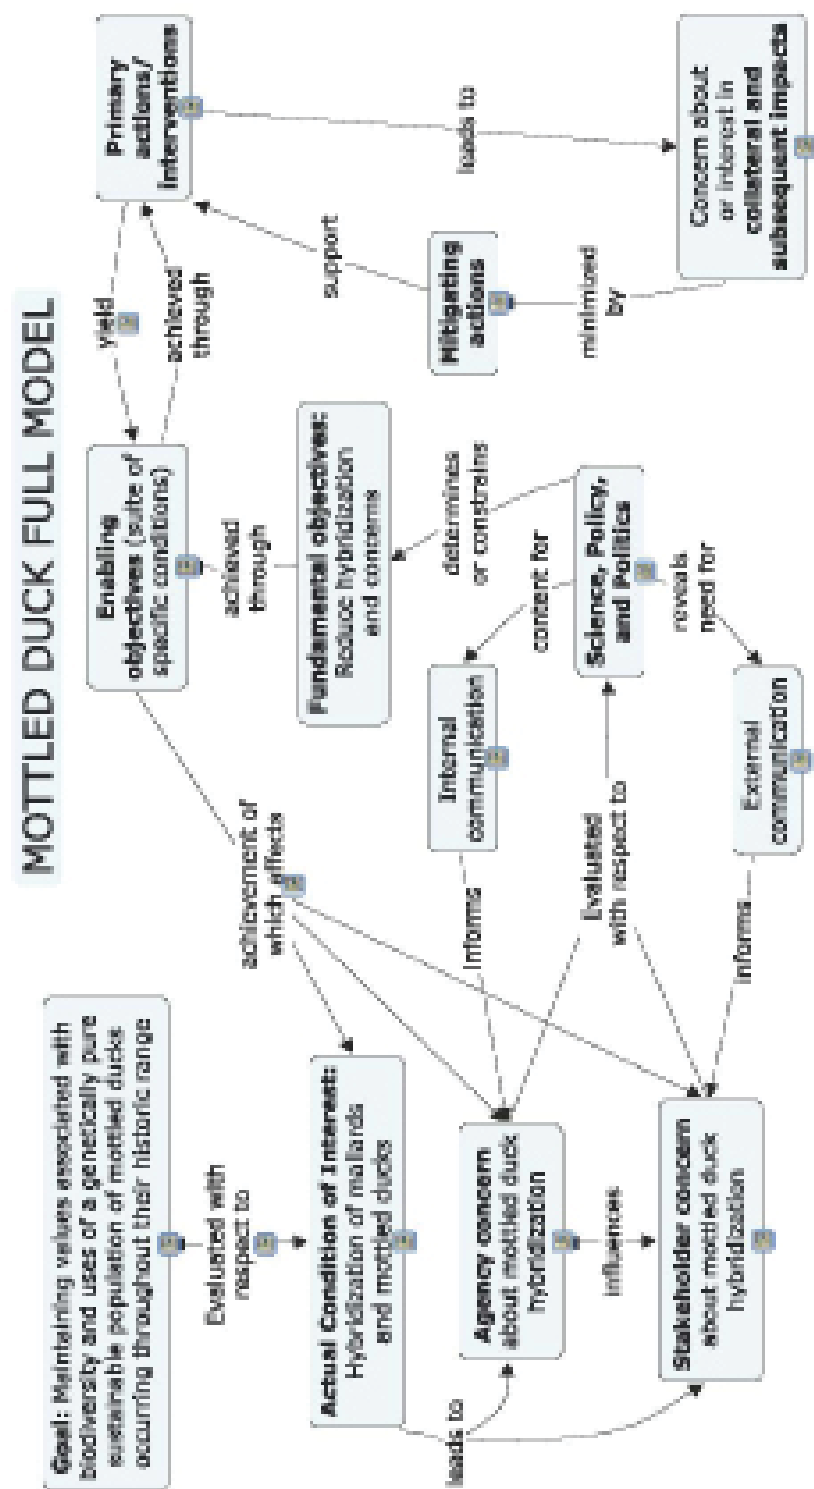 MOTTLED DUCK FULL MODEL
Goal: Maintaining values associated with
biodiversity and uses of a genetically pure
sustainable population of mottled ducks
occurring throughout their historic range
Evaluated with
respect to
Actual Condition of Interest:
Hybridization of mallards
and mottled ducks
leads to
Agency concern
about mottled duck
hybridization
influences
Stakeholder concern
about mottled duck
hybridization
achievement of
which affects
Informs
Evaluated
with respect to
informs
Internal
communication
External
communication
Enabling
objectives (suite of
specific conditions)
achieved
through
Fundamental objectives:
Reduce hybridization
and concerns
determines
or constrains
content for
Science, Policy,
and Politics
reveals
need for
yield
achieved
through
Primary
actions/
interventions
support
Mitigating
actions
minimized
by
leads to
Concern about
or interest in
collateral and
subsequent impacts